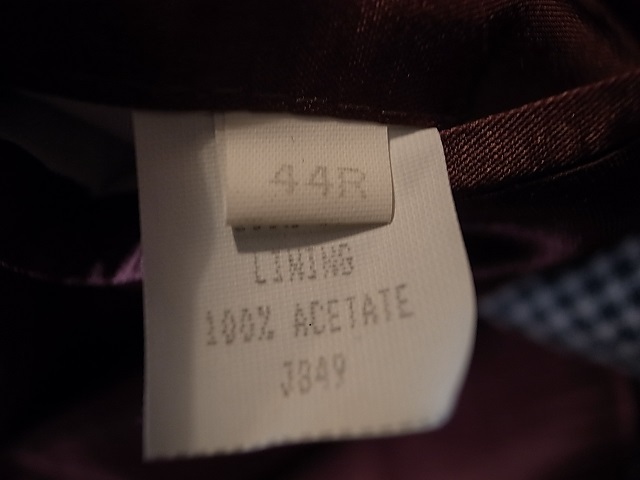 44R
LINING
100% ACETATE
J849